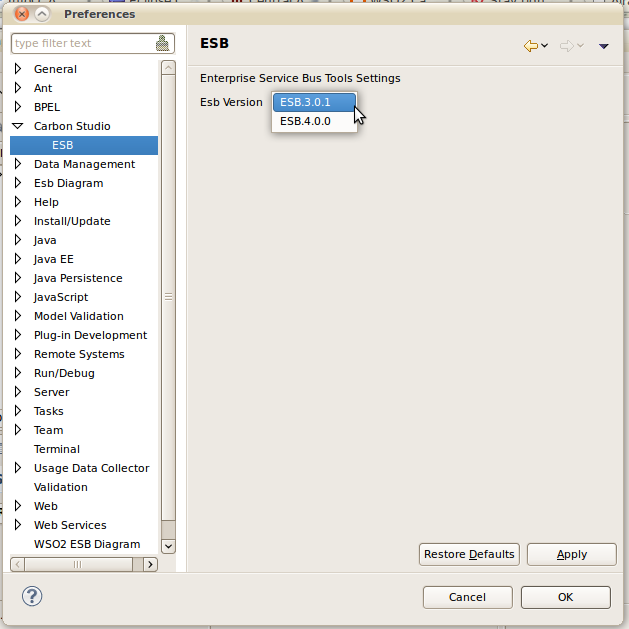 Preferences
type filter text
General
Ant
BPEL
Carbon Studio
ESB
Data Management
Esb Diagram
Help
Install/Update
Java
Java EE
Java Persistence
JavaScript
Model Validation
Plug-in Development
Remote Systems
Run/Debug
Server
Tasks
Team
Terminal
Usage Data Collector
Validation
Web
Web Services
WSO2 ESB Diagram
ESB
Enterprise Service Bus Tools Settings
Esb Version
ESB.3.0.1
ESB.4.0.0
Restore Defaults
Apply
?
Cancel
OK